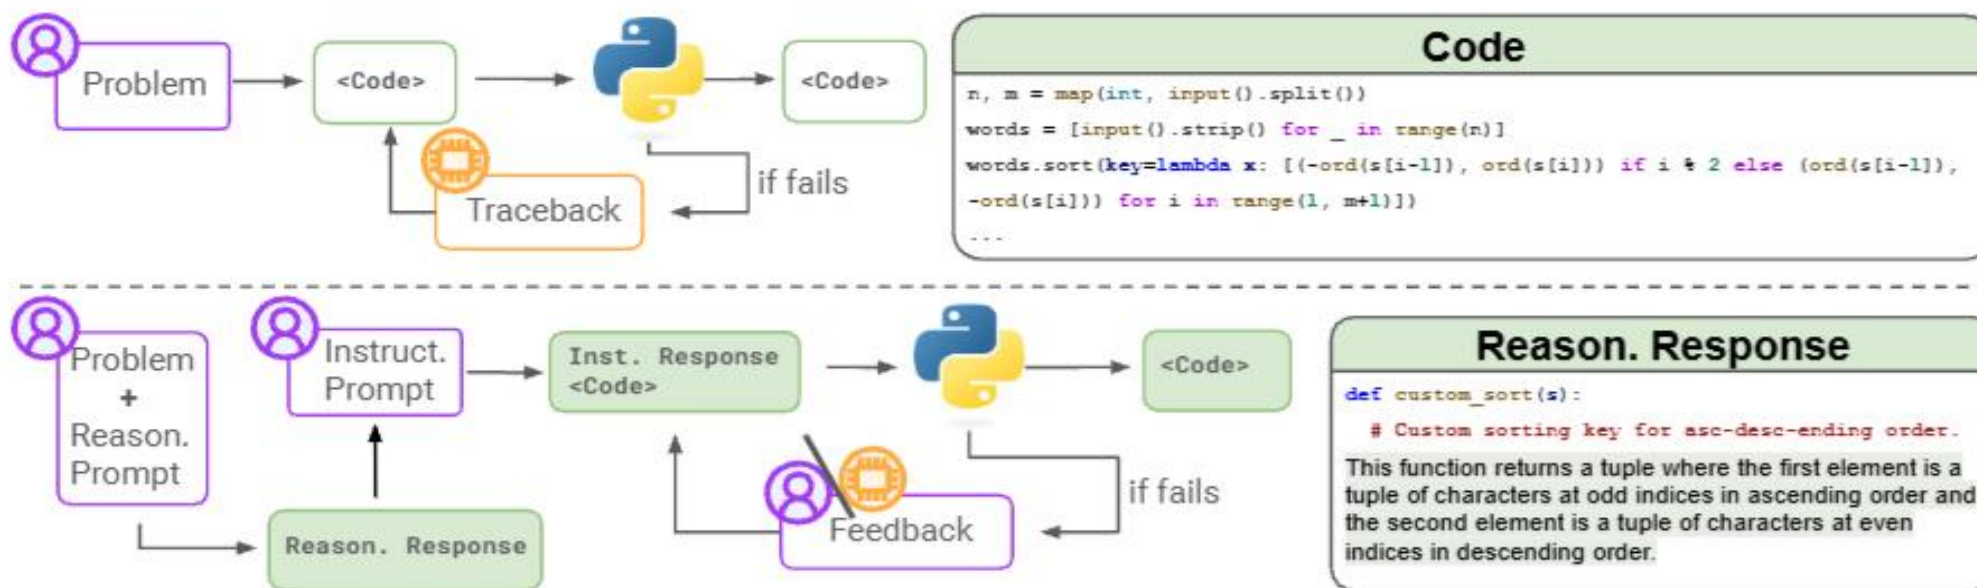 Problem
<Code>
<Code>
if fails
Traceback
Code
n, m = map(int, input().split())
words = [input().strip() for _ in range(n)]
words.sort(key=lambda x: [(-ord(s[i-1]), ord(s[i])) if i % 2 else (ord(s[i-1]),
-ord(s[i])) for i in range(1, m+1)])
...
Problem
+
Reason.
Prompt
Instruct.
Prompt
Reason. Response
Inst. Response
<Code>
<Code>
if fails
Feedback
Reason. Response
def custom_sort(s):
# Custom sorting key for asc-desc-ending order.
This function returns a tuple where the first element is a
tuple of characters at odd indices in ascending order and
the second element is a tuple of characters at even
indices in descending order.